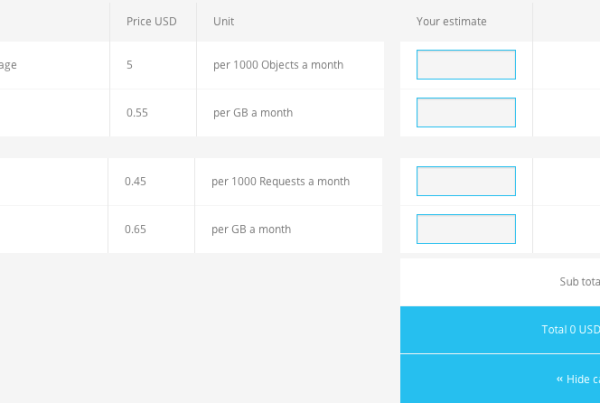 Price USD Unit Your estimate
age 5 per 1000 Objects a month
0.55 per GB a month
0.45 per 1000 Requests a month
0.65 per GB a month
Sub tota
Total 0 USD
« Hide ca